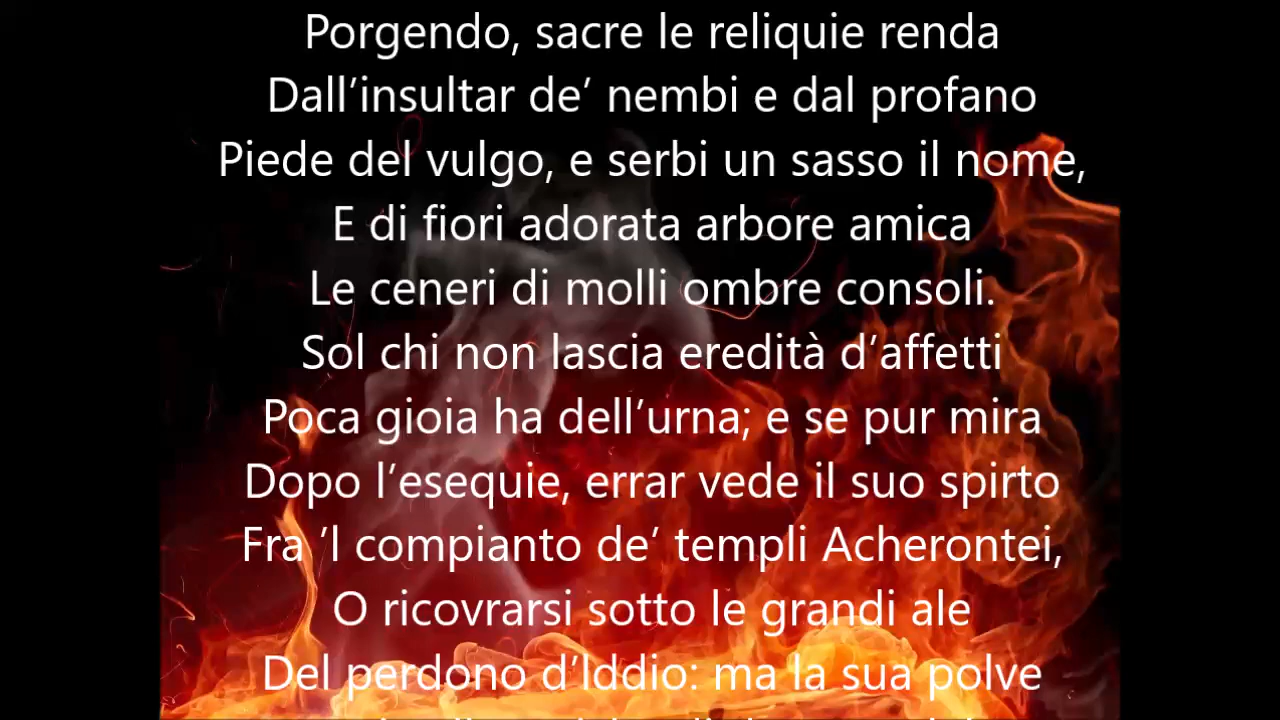 Porgendo, sacre le reliquie renda
Dall’insultar de’ nembi e dal profano
Piede del vulgo, e serbi un sasso il nome,
E di fiori adorata arbore amica
Le ceneri di molli ombre consoli.
Sol chi non lascia eredità d’affetti
Poca gioia ha dell’urna; e se pur mira
Dopo l’esequie, errar vede il suo spirto
Fra ’l compianto de’ templi Acherontei,
O ricovrarsi sotto le grandi ale
Del perdono d’Iddio: ma la sua polve